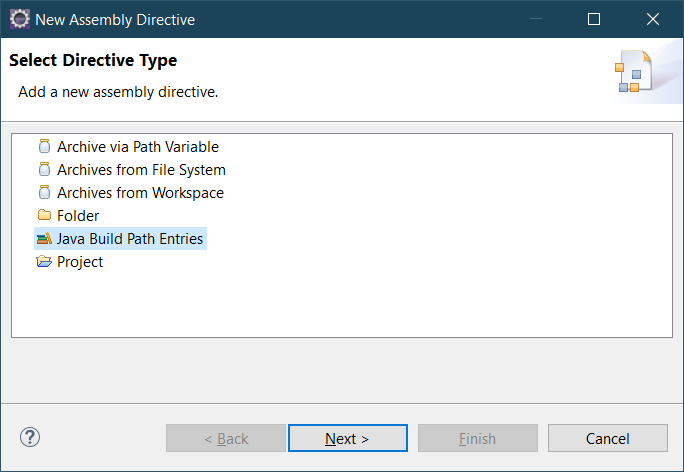 New Assembly Directive
Select Directive Type
Add a new assembly directive.
Archive via Path Variable
Archives from File System
Archives from Workspace
Folder
Java Build Path Entries
Project
?
< Back
Next >
Finish
Cancel